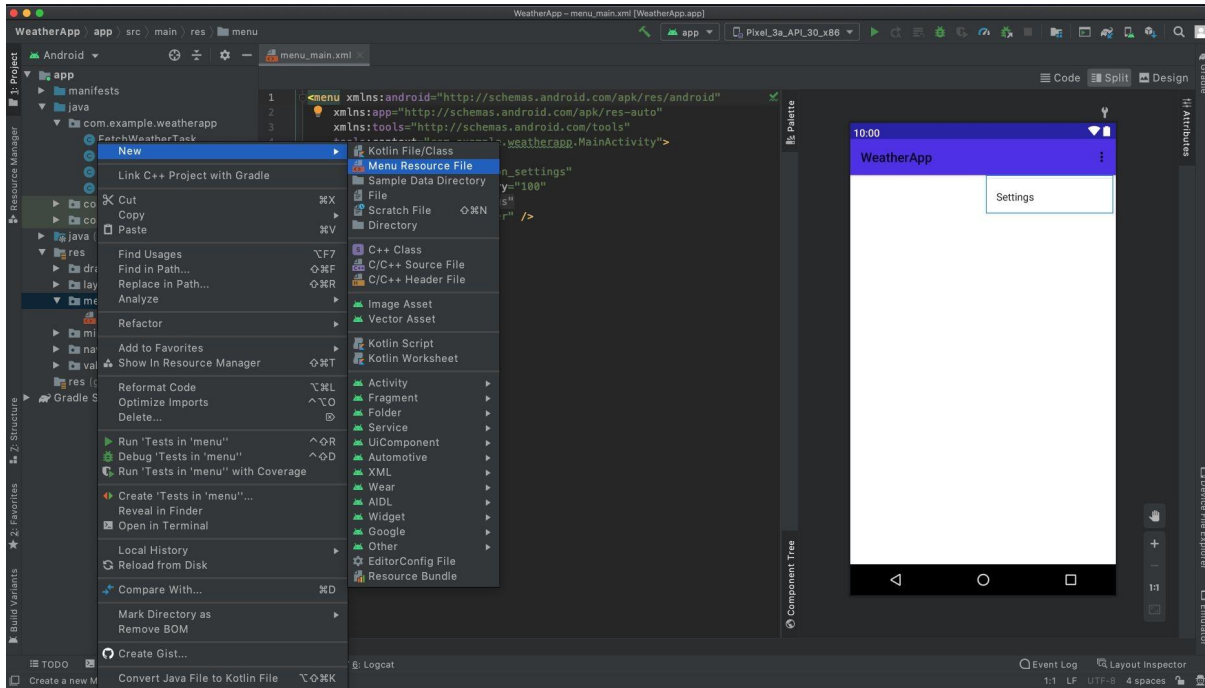 WeatherApp – menu_main.xml [WeatherApp.app]
WeatherApp app src main res menu
app Pixel_3a_API_30_x86
1: Project
Android
menu_main.xml
Code Split Design
app
manifests
java
com.example.weatherapp
FetchWeatherTask
java
res
Gradle
Resource Manager
Z: Structure
2: Favorites
Build Variants
1 <menu xmlns:android="http://schemas.android.com/apk/res/android"
2 xmlns:app="http://schemas.android.com/apk/res-auto"
3 xmlns:tools="http://schemas.android.com/tools"
.weatherapp.MainActivity">
n_settings"
y="100"
s"
r" />
New
Link C++ Project with Gradle
Cut ⌘X
Copy
Paste ⌘V
Find Usages ⌥F7
Find in Path... ⇧⌘F
Replace in Path... ⇧⌘R
Analyze
Refactor
Add to Favorites
Show In Resource Manager ⇧⌘T
Reformat Code ⌥⌘L
Optimize Imports ^⌥O
Delete... ⌦
Run 'Tests in 'menu'' ^⇧R
Debug 'Tests in 'menu'' ^⇧D
Run 'Tests in 'menu'' with Coverage
Create 'Tests in 'menu''...
Reveal in Finder
Open in Terminal
Local History
Reload from Disk
Compare With... ⌘D
Mark Directory as
Remove BOM
Create Gist...
Convert Java File to Kotlin File ⌥⇧⌘K
Kotlin File/Class
Menu Resource File
Sample Data Directory
File
Scratch File ⇧⌘N
Directory
C++ Class
C/C++ Source File
C/C++ Header File
Image Asset
Vector Asset
Kotlin Script
Kotlin Worksheet
Activity
Fragment
Folder
Service
UiComponent
Automotive
XML
Wear
AIDL
Widget
Google
Other
EditorConfig File
Resource Bundle
Palette
Component Tree
10:00
WeatherApp
Settings
1:1
Gradle
Attributes
Device File Explorer
Emulator
TODO
6: Logcat
Event Log Layout Inspector
Create a new M
1:1 LF UTF-8 4 spaces